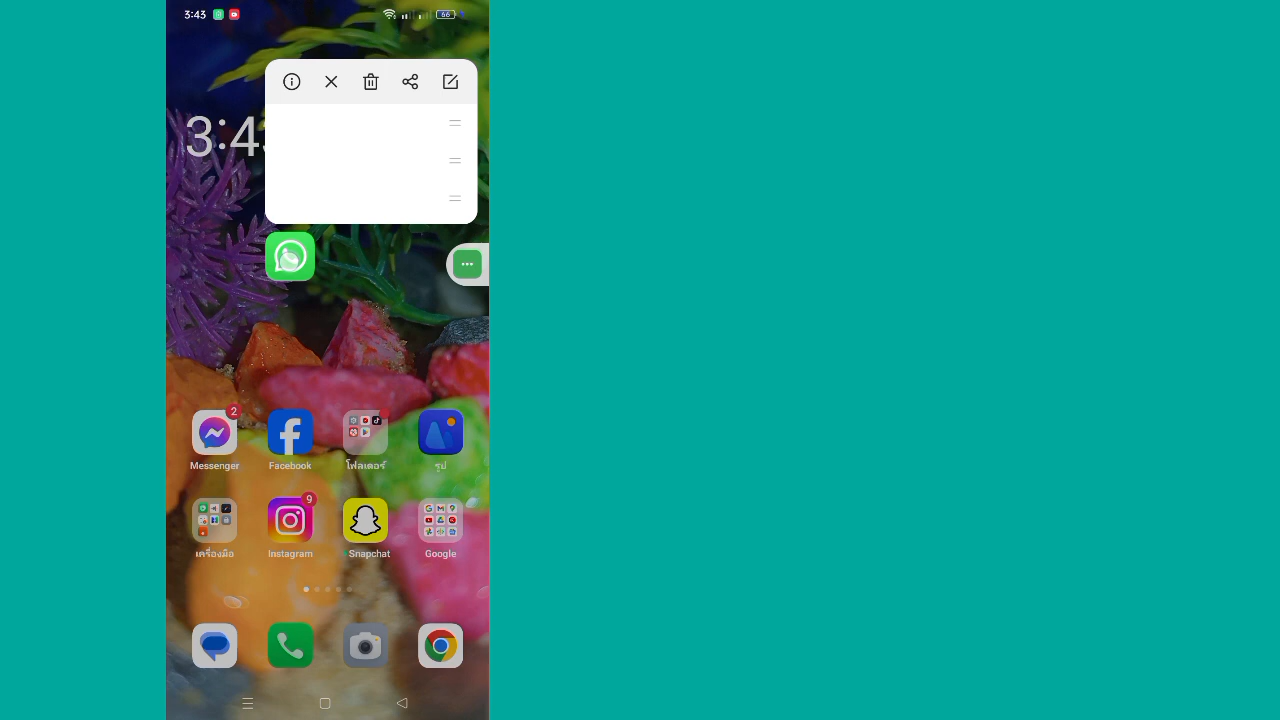 3:43
66
3:4
2
Messenger
Facebook
โฟลเดอร์
รูป
9
เครื่องมือ
Instagram
Snapchat
Google